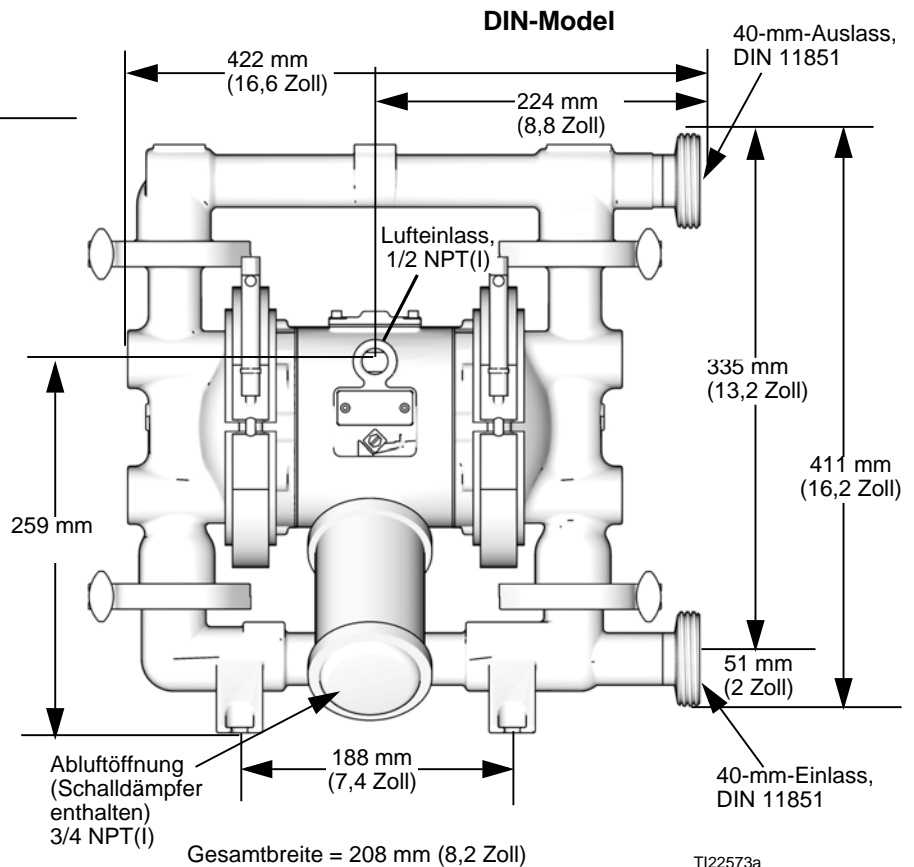 DIN-Model
40-mm-Auslass,
DIN 11851
422 mm
(16,6 Zoll)
224 mm
(8,8 Zoll)
Lufteinlass,
1/2 NPT(I)
335 mm
(13,2 Zoll)
411 mm
(16,2 Zoll)
259 mm
51 mm
(2 Zoll)
Abluftöffnung
(Schalldämpfer
enthalten)
3/4 NPT(I)
188 mm
(7,4 Zoll)
40-mm-Einlass,
DIN 11851
Gesamtbreite = 208 mm (8,2 Zoll)
TI22573a